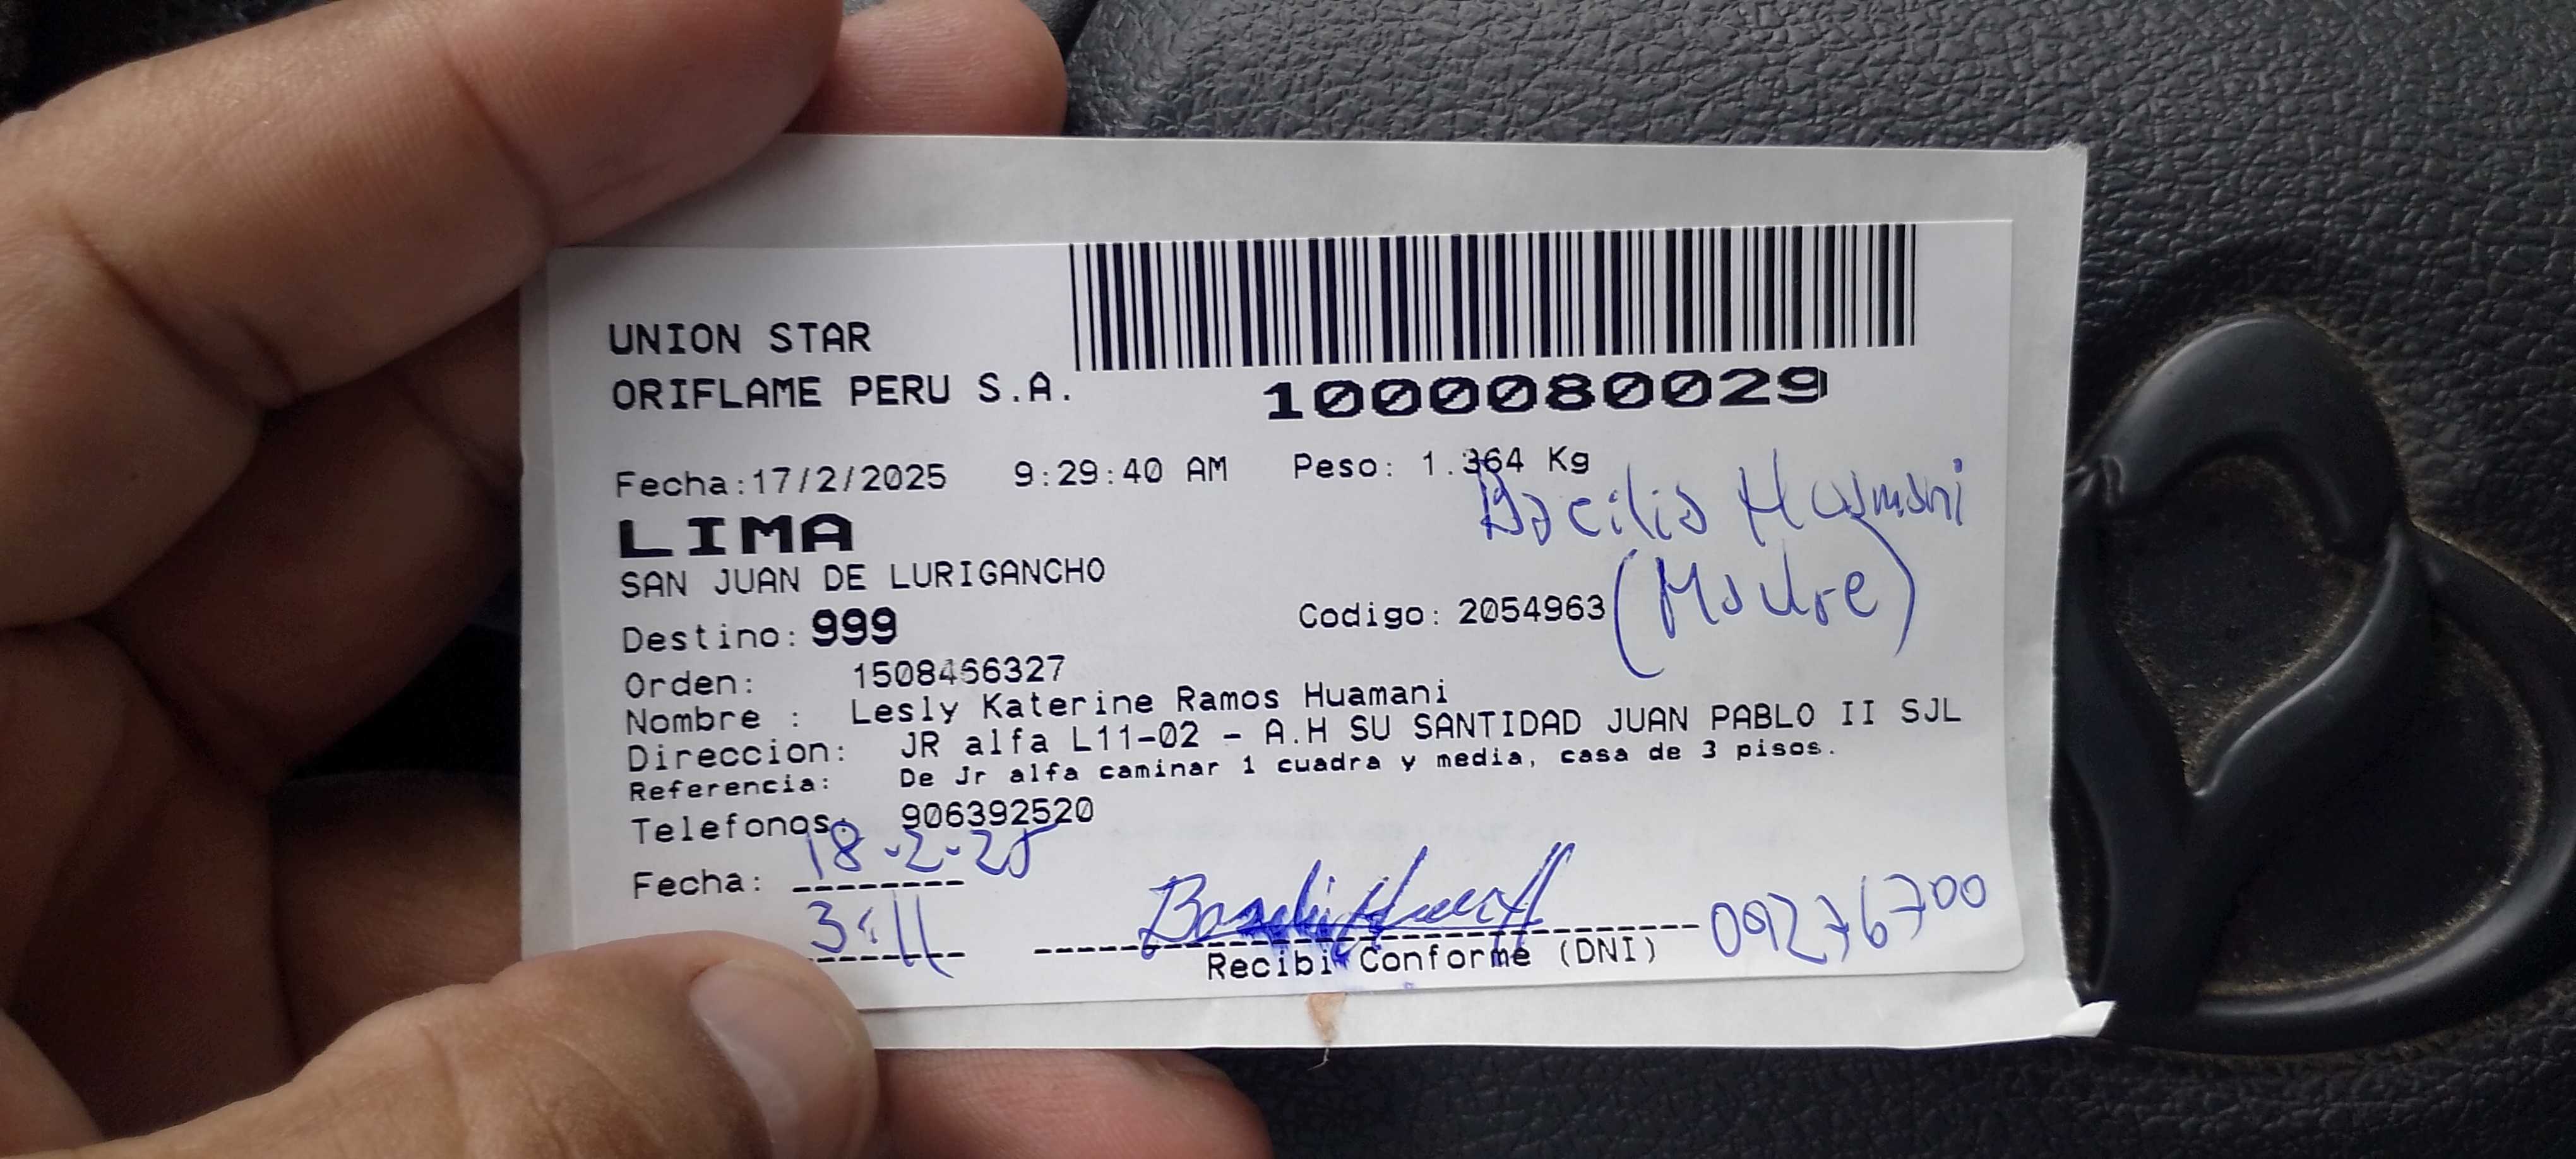 UNION STAR
ORIFLAME PERU S.A.
1000080029
Fecha:17/2/2025 9:29:40 AM Peso: 1.364 Kg
Bacilia Huamani
LIMA
SAN JUAN DE LURIGANCHO
(Madre)
Destino: 999 Codigo: 2054963
Orden: 1508466327
Nombre : Lesly Katerine Ramos Huamani
Direccion: JR alfa L11-02 - A.H SU SANTIDAD JUAN PABLO II SJL
Referencia: De Jr alfa caminar 1 cuadra y media, casa de 3 pisos.
Telefonos: 906392520
18-2-25
Fecha:
3:11
09276700
Recibi Conforme (DNI)